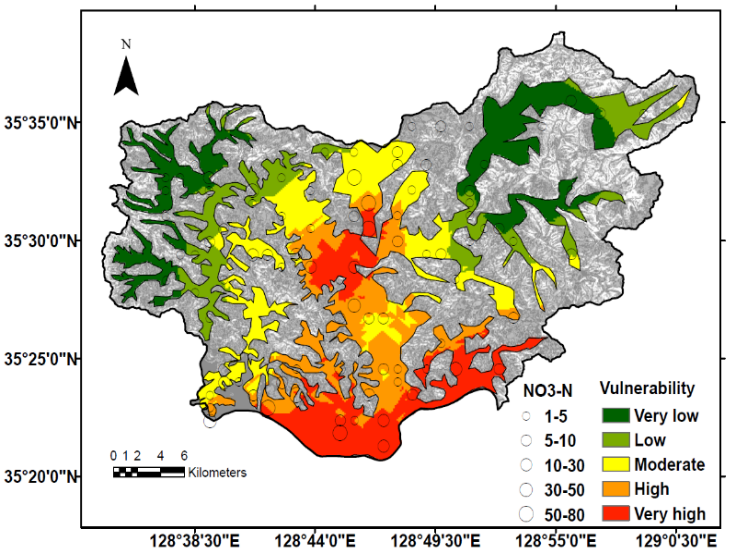 N
35°35'0"N
35°30'0"N
35°25'0"N
35°20'0"N
0 1 2 4 6
Kilometers
NO3-N
1-5
5-10
10-30
30-50
50-80
Vulnerability
Very low
Low
Moderate
High
Very high
128°38'30"E 128°44'0"E 128°49'30"E 128°55'0"E 129°0'30"E